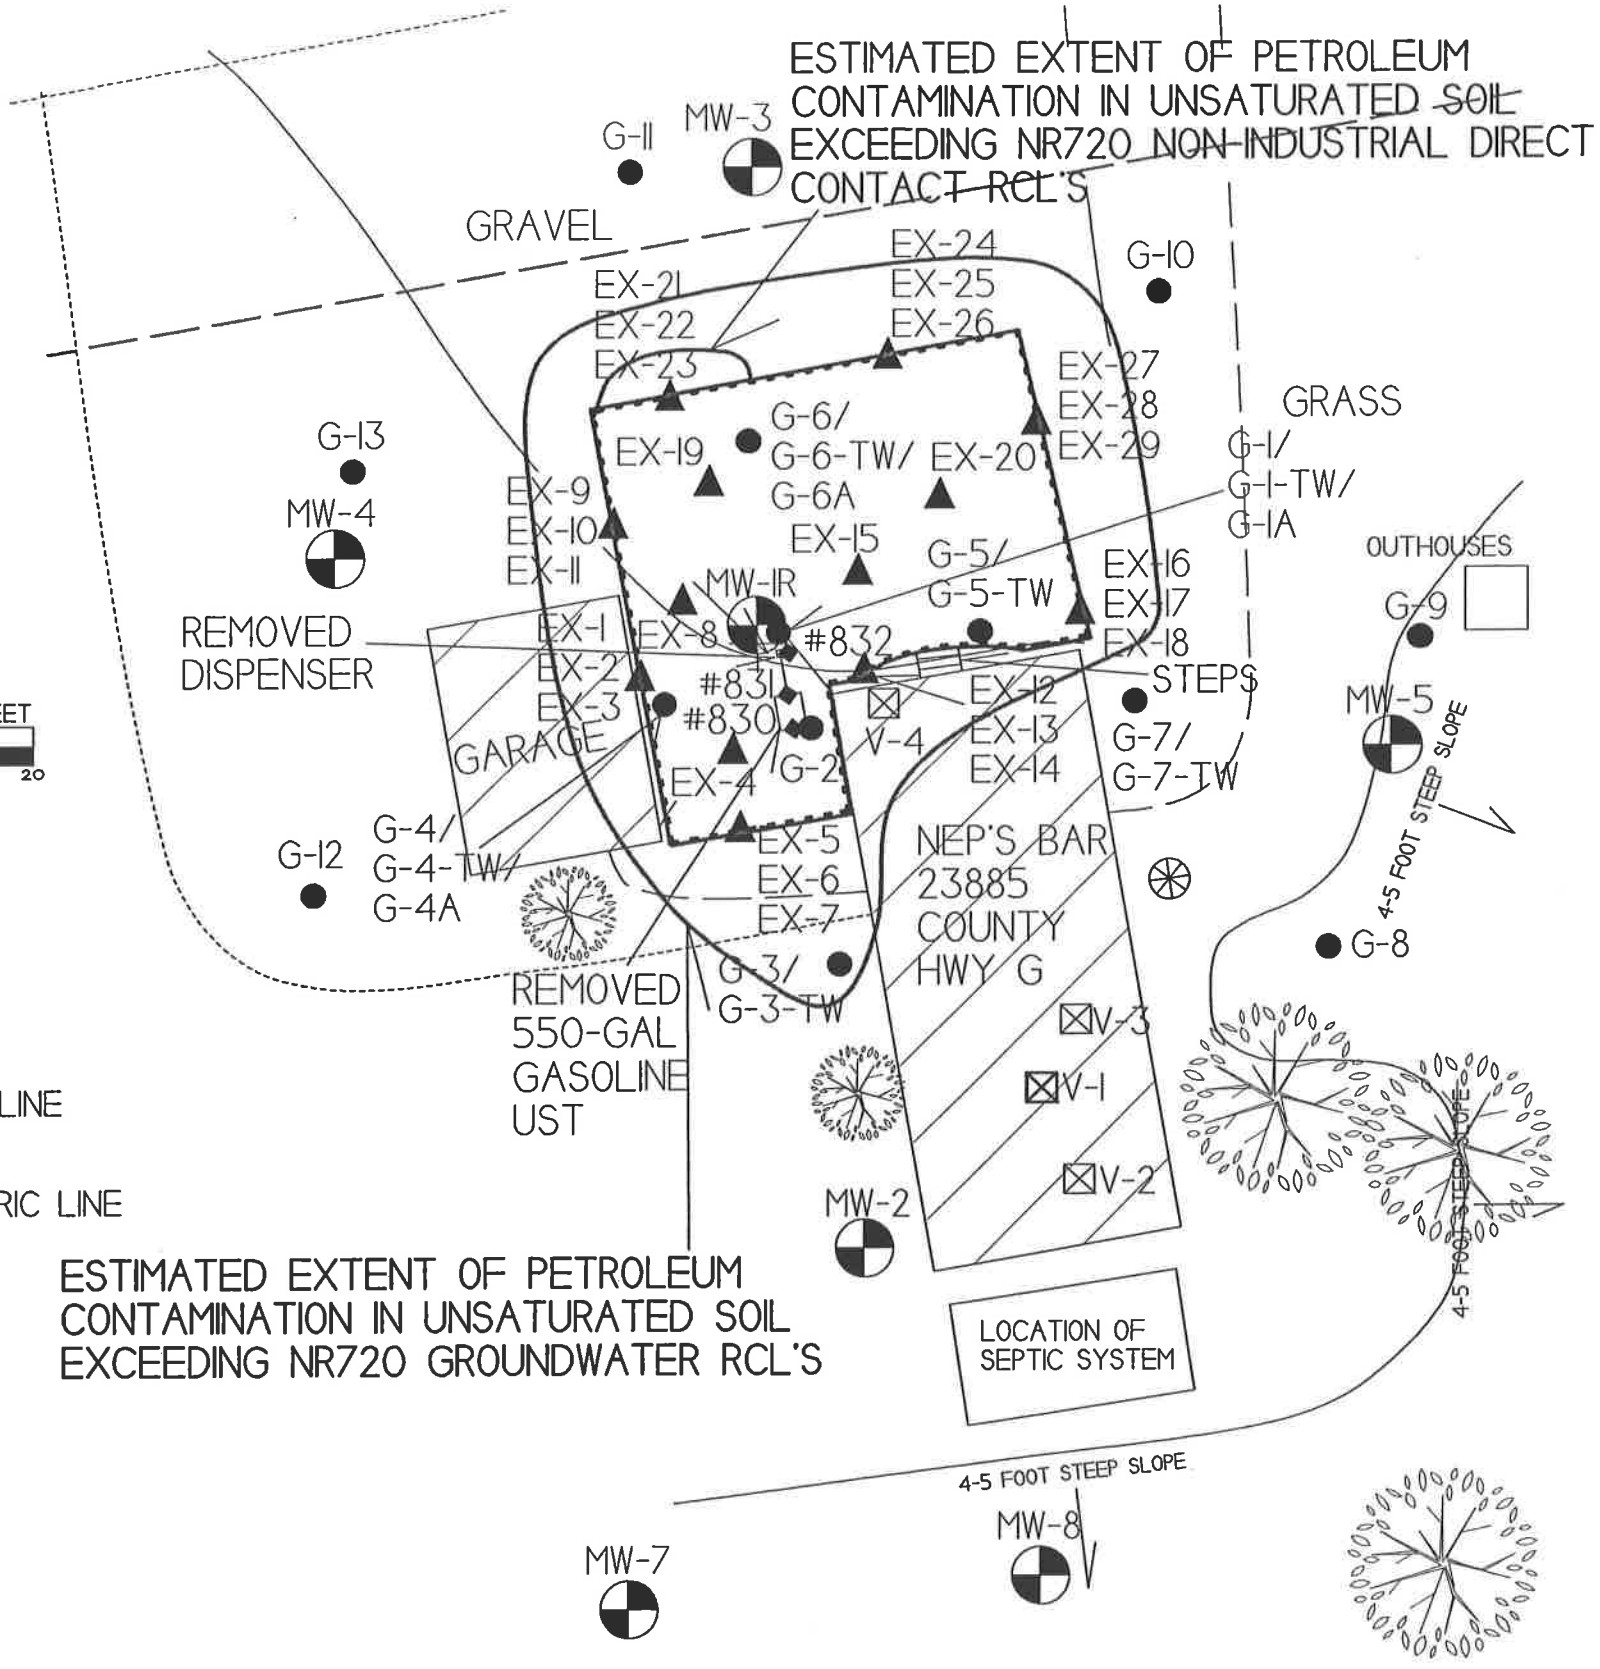 ESTIMATED EXTENT OF PETROLEUM
CONTAMINATION IN UNSATURATED SOIL
EXCEEDING NR720 NON-INDUSTRIAL DIRECT
CONTACT RCL'S
G-11
MW-3
GRAVEL
EX-24
EX-25
EX-26
G-10
EX-21
EX-22
EX-23
EX-27
EX-28
EX-29
GRASS
G-6/
G-6-TW/
G-6A
G-13
EX-19
EX-20
G-1/
G-1-TW/
G-1A
MW-4
EX-9
EX-10
EX-11
EX-15
G-5/
G-5-TW
OUTHOUSES
EX-16
EX-17
EX-18
MW-1R
G-9
REMOVED
DISPENSER
EX-1
EX-2
EX-3
EX-8
#832
#831
#830
STEPS
EX-12
EX-13
EX-14
MW-5
4-5 FOOT STEEP SLOPE
EET
20
GARAGE
V-4
G-7/
G-7-TW
G-2
EX-4
G-12
G-4/
G-4-TW/
G-4A
EX-5
EX-6
EX-7
NEP'S BAR
23885
COUNTY
HWY G
G-8
G-3/
G-3-TW
REMOVED
550-GAL
GASOLINE
UST
V-3
V-1
V-2
LINE
RIC LINE
MW-2
4-5 FOOT STEEP SLOPE
ESTIMATED EXTENT OF PETROLEUM
CONTAMINATION IN UNSATURATED SOIL
EXCEEDING NR720 GROUNDWATER RCL'S
LOCATION OF
SEPTIC SYSTEM
4-5 FOOT STEEP SLOPE
MW-8
MW-7